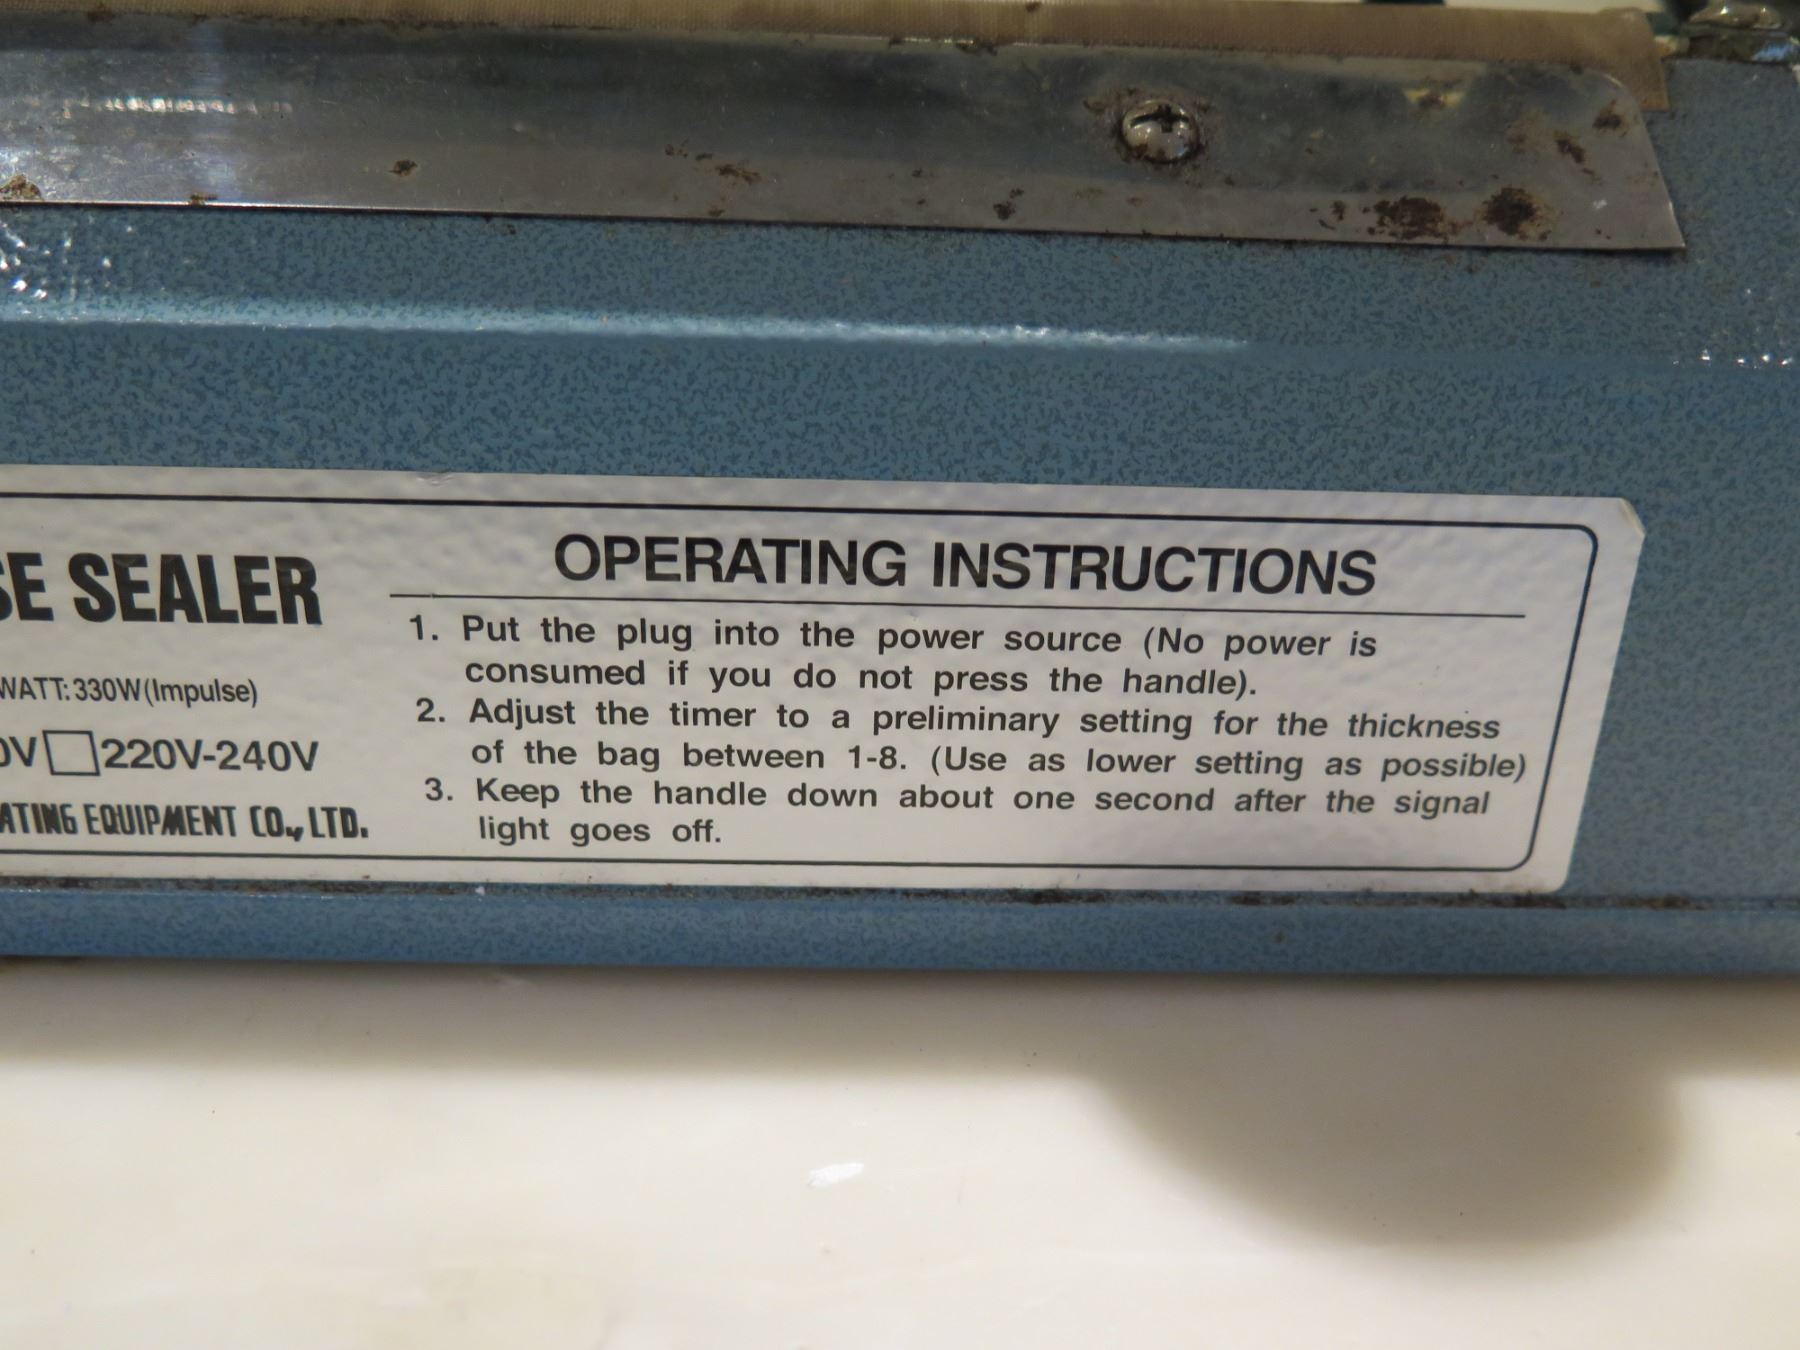 SE SEALER
WATT: 330W (Impulse)
0V 220V-240V
ATING EQUIPMENT CO., LTD.
OPERATING INSTRUCTIONS
1. Put the plug into the power source (No power is
consumed if you do not press the handle).
2. Adjust the timer to a preliminary setting for the thickness
of the bag between 1-8. (Use as lower setting as possible)
3. Keep the handle down about one second after the signal
light goes off.